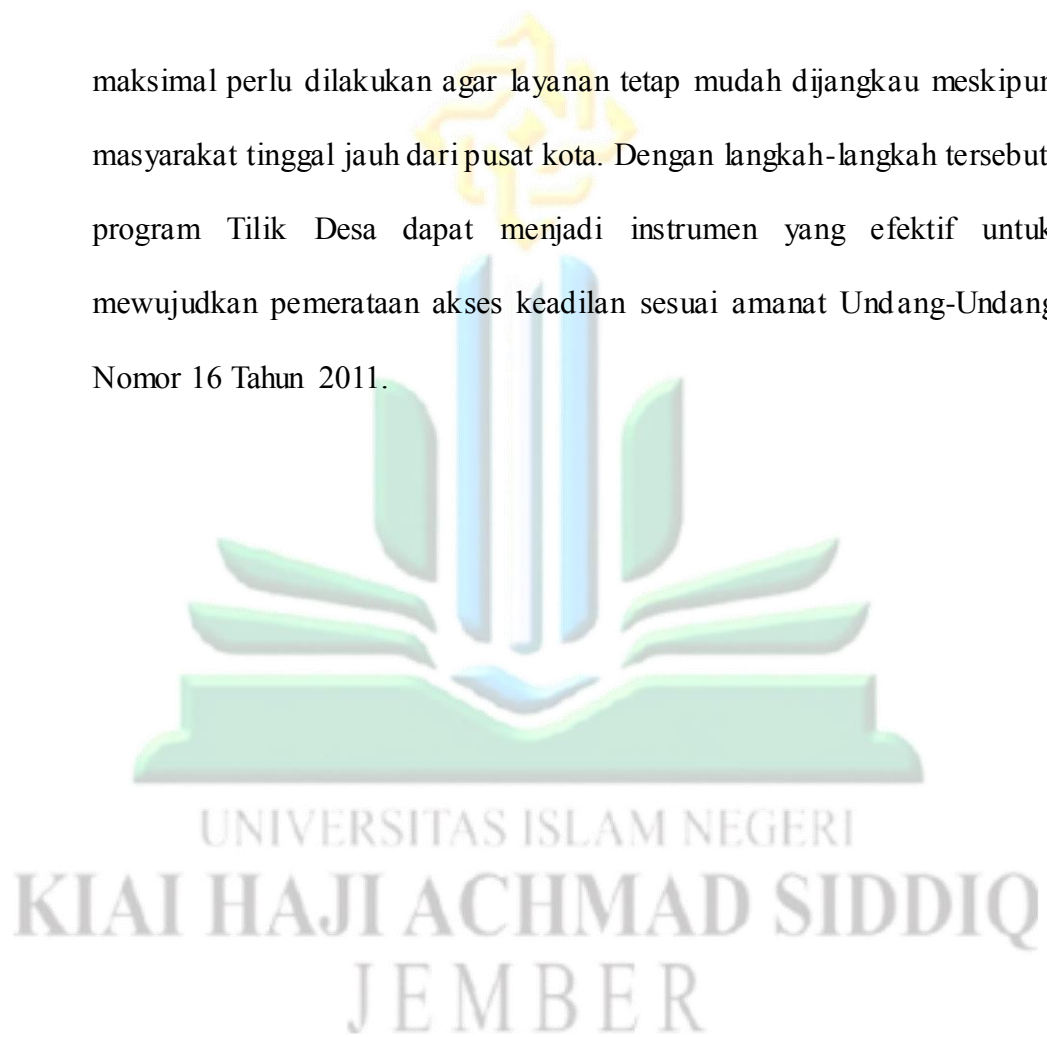 maksimal perlu dilakukan agar layanan tetap mudah dijangkau meskipun
masyarakat tinggal jauh dari pusat kota. Dengan langkah-langkah tersebut
program Tilik Desa dapat menjadi instrumen yang efektif untuk
mewujudkan pemerataan akses keadilan sesuai amanat Undang-Undang
Nomor 16 Tahun 2011.
UNIVERSITAS ISLAM NEGERI
KIAI HAJI ACHMAD SIDDIQ
JEMBER